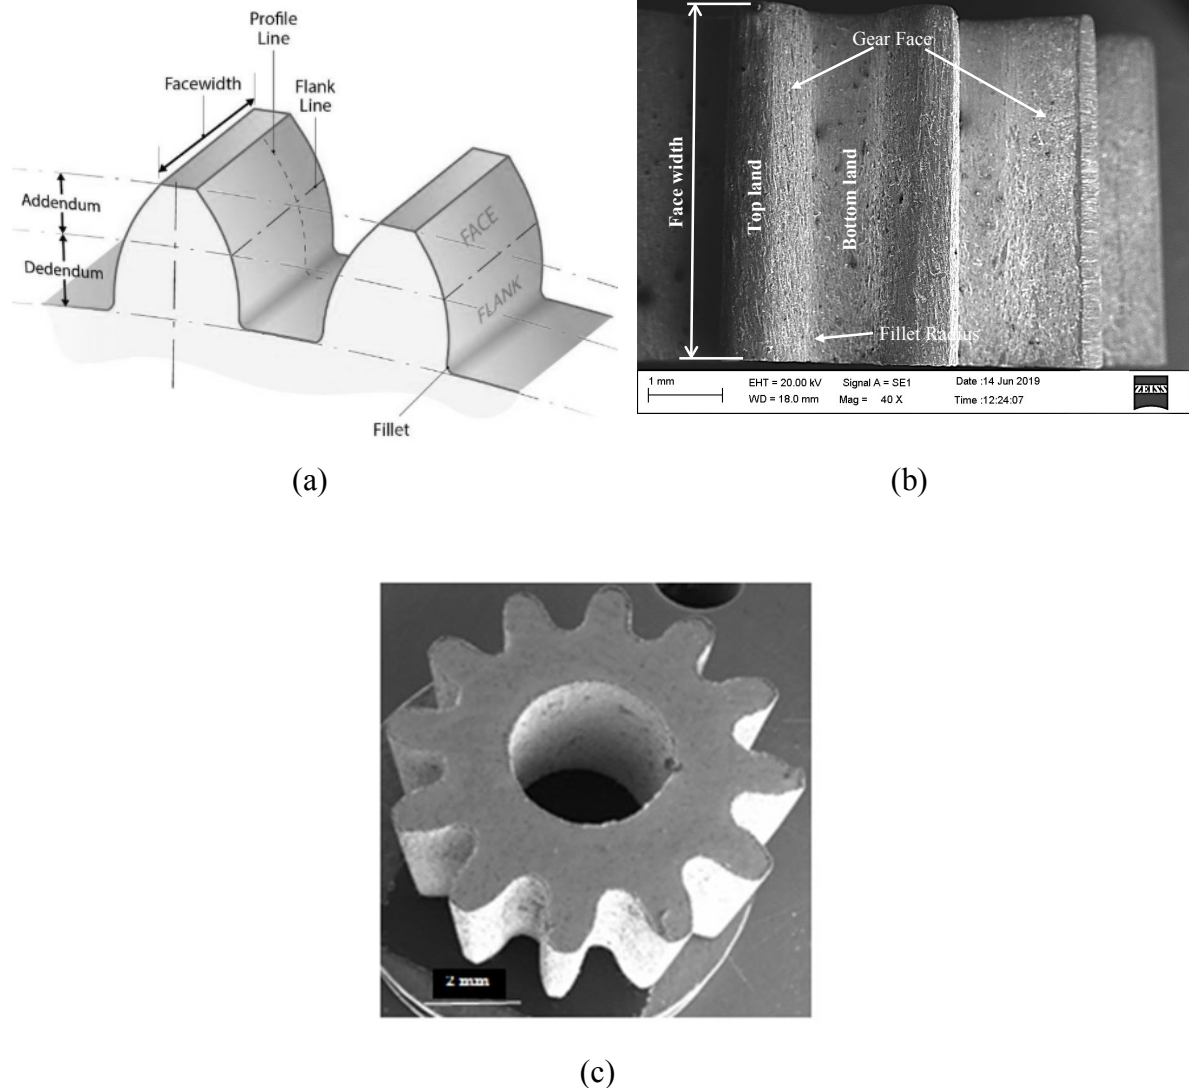 Profile
Line
Facewidth
Flank
Line
Addendum
Dedendum
FACE
FLANK
Fillet
(a)
Gear Face
Face width
Top land
Bottom land
Fillet Radius
1 mm
EHT = 20.00 kV
Signal A = SE1
Date :14 Jun 2019
WD = 18.0 mm
Mag = 40 X
Time :12:24:07
ZEISS
(b)
2 mm
(c)